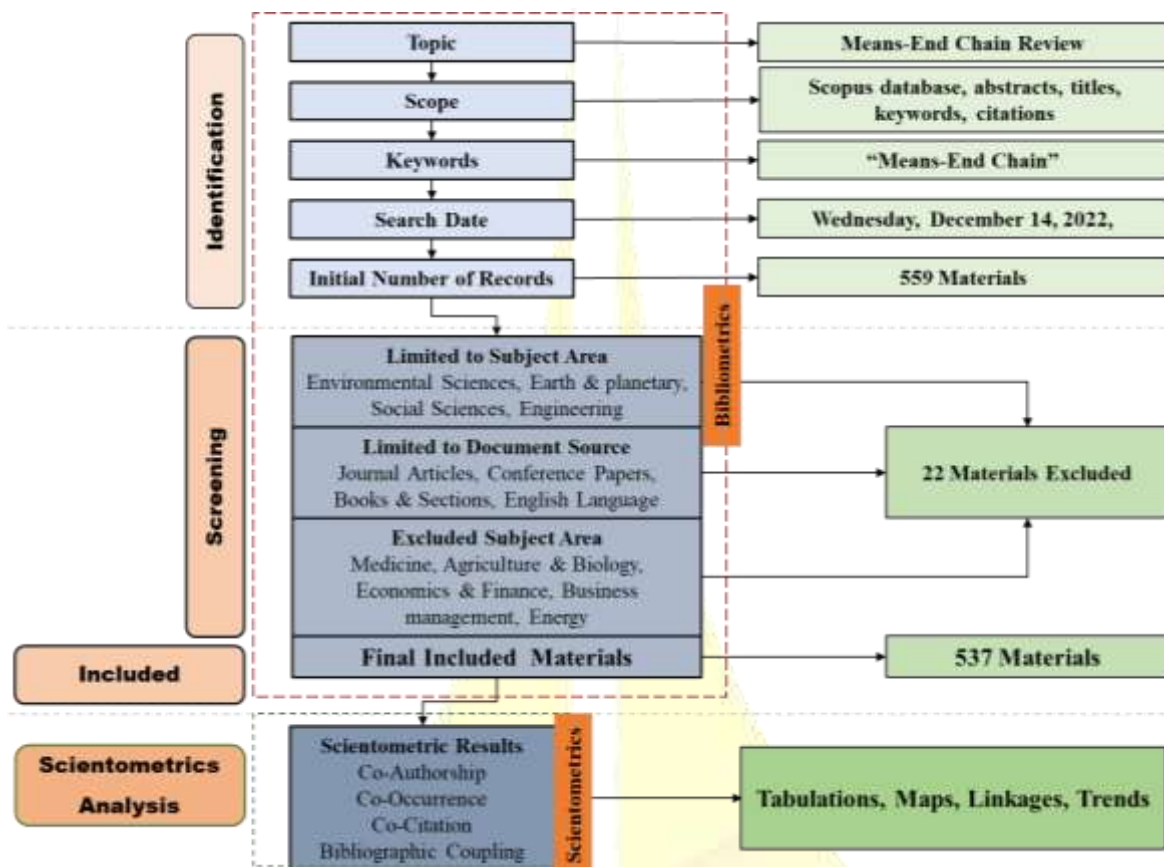 Identification
Topic
Means-End Chain Review
Scope
Scopus database, abstracts, titles,
keywords, citations
Keywords
“Means-End Chain”
Search Date
Wednesday, December 14, 2022,
Initial Number of Records
559 Materials
Bibliometrics
Screening
Limited to Subject Area
Environmental Sciences, Earth & planetary,
Social Sciences, Engineering
Limited to Document Source
Journal Articles, Conference Papers,
Books & Sections, English Language
22 Materials Excluded
Excluded Subject Area
Medicine, Agriculture & Biology,
Economics & Finance, Business
management, Energy
Included
Final Included Materials
537 Materials
Scientometrics
Analysis
Scientometric Results
Co-Authorship
Co-Occurrence
Co-Citation
Bibliographic Coupling
Scientometrics
Tabulations, Maps, Linkages, Trends